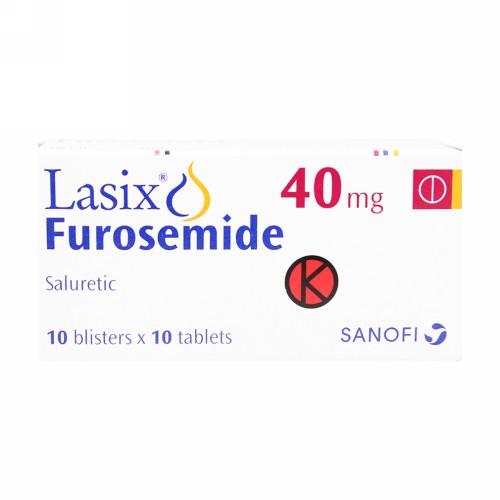 Lasix® 40 mg
Furosemide
K
Saluretic
10 blisters x 10 tablets
SANOFI